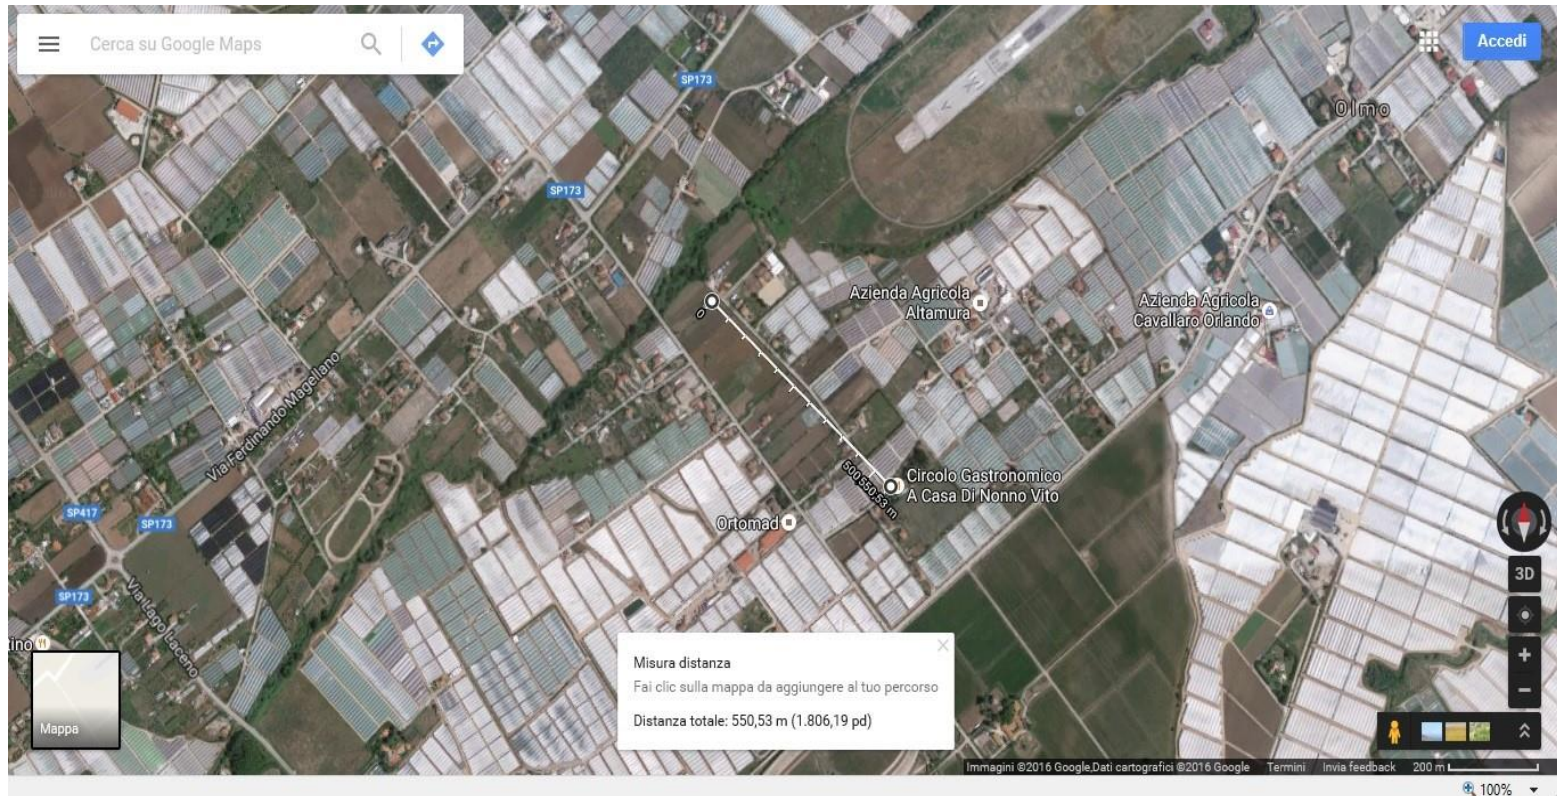 Cerca su Google Maps
Accedi
SP173
Olmo
SP173
Azienda Agricola
Altamura
Azienda Agricola
Cavallaro Orlando
0
Via Ferdinando Magellano
500
550,53 m
Circolo Gastronomico
A Casa Di Nonno Vito
SP417
SP173
Ortomad
3D
SP173
Via Lago Laceno
tino
Misura distanza
Fai clic sulla mappa da aggiungere al tuo percorso
Distanza totale: 550,53 m (1.806,19 pd)
Mappa
Immagini ©2016 Google,Dati cartografici ©2016 Google Termini Invia feedback 200 m
100%